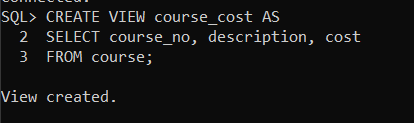 SQL> CREATE VIEW course_cost AS
  2  SELECT course_no, description, cost
  3  FROM course;
View created.